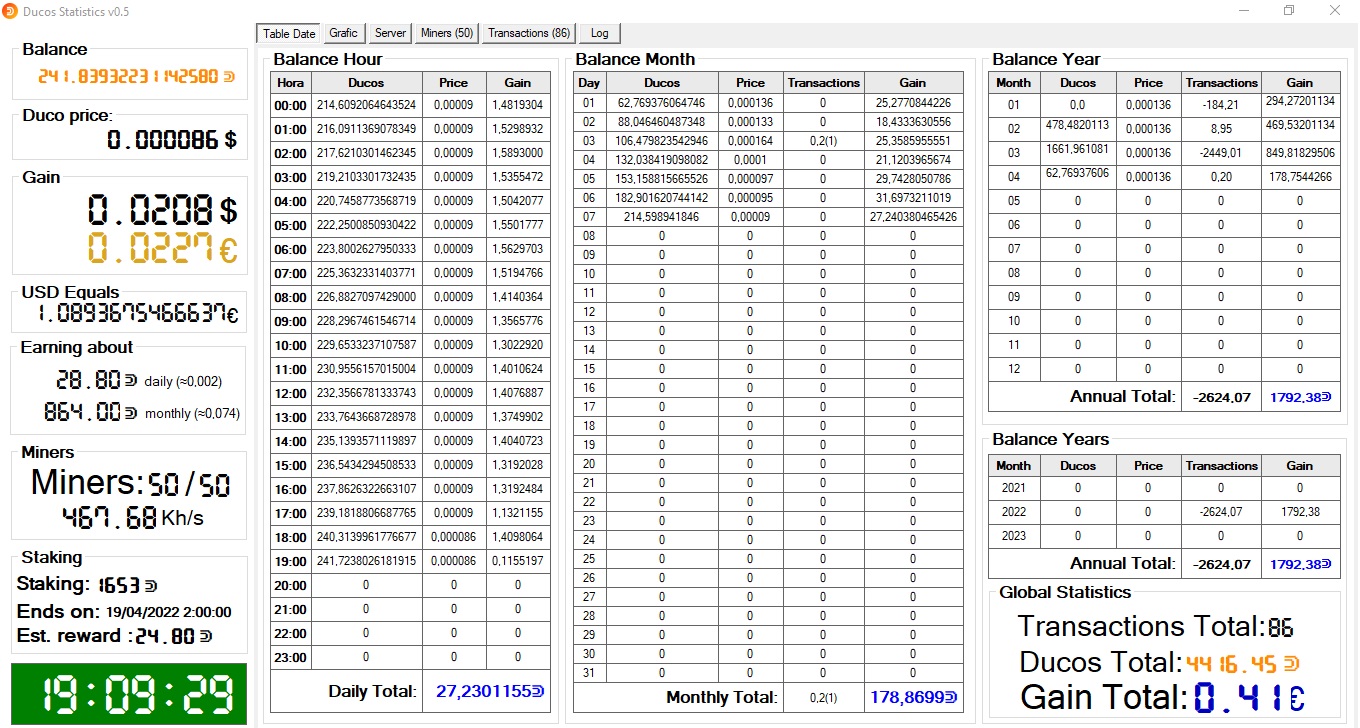 Ducos Statistics v0.5
Table Date Grafic Server Miners (50) Transactions (86) Log
Balance
241.83932231142580
Duco price:
0.000086 $
Gain
0.0208 $
0.0227 €
USD Equals
1.0893675466637€
Earning about
28.80 daily (≈0,002)
864.00 monthly (≈0,074)
Miners
Miners:50/50
467.68 Kh/s
Staking
Staking: 1653
Ends on: 19/04/2022 2:00:00
Est. reward :24.80
19:09:29
Balance Hour
Hora Ducos Price Gain
00:00 214,6092064643524 0,00009 1,4819304
01:00 216,0911369078349 0,00009 1,5298932
02:00 217,6210301462345 0,00009 1,5893000
03:00 219,2103301732435 0,00009 1,5355472
04:00 220,7458773568719 0,00009 1,5042077
05:00 222,2500850930422 0,00009 1,5501777
06:00 223,8002627950333 0,00009 1,5629703
07:00 225,3632331403771 0,00009 1,5194766
08:00 226,8827097429000 0,00009 1,4140364
09:00 228,2967461546714 0,00009 1,3565776
10:00 229,6533237107587 0,00009 1,3022920
11:00 230,9556157015004 0,00009 1,4010624
12:00 232,3566781333743 0,00009 1,4076887
13:00 233,7643668728978 0,00009 1,3749902
14:00 235,1393571119897 0,00009 1,4040723
15:00 236,5434294508533 0,00009 1,3192028
16:00 237,8626322663107 0,00009 1,3192484
17:00 239,1818806687765 0,00009 1,1321155
18:00 240,3139961776677 0,000086 1,4098064
19:00 241,7238026181915 0,000086 0,1155197
20:00 0 0 0
21:00 0 0 0
22:00 0 0 0
23:00 0 0 0
Daily Total: 27,2301155
Balance Month
Day Ducos Price Transactions Gain
01 62,769376064746 0,000136 0 25,2770844226
02 88,046460487348 0,000133 0 18,4333630556
03 106,479823542946 0,000164 0,2(1) 25,3585955551
04 132,038419098082 0,0001 0 21,1203965674
05 153,158815665526 0,000097 0 29,7428050786
06 182,901620744142 0,000095 0 31,6973211019
07 214,598941846 0,00009 0 27,240380465426
08 0 0 0 0
09 0 0 0 0
10 0 0 0 0
11 0 0 0 0
12 0 0 0 0
13 0 0 0 0
14 0 0 0 0
15 0 0 0 0
16 0 0 0 0
17 0 0 0 0
18 0 0 0 0
19 0 0 0 0
20 0 0 0 0
21 0 0 0 0
22 0 0 0 0
23 0 0 0 0
24 0 0 0 0
25 0 0 0 0
26 0 0 0 0
27 0 0 0 0
28 0 0 0 0
29 0 0 0 0
30 0 0 0 0
31 0 0 0 0
Monthly Total: 0,2(1) 178,8699
Balance Year
Month Ducos Price Transactions Gain
01 0,0 0,000136 -184,21 294,27201134
02 478,4820113 0,000136 8,95 469,53201134
03 1661,961081 0,000136 -2449,01 849,81829506
04 62,76937606 0,000136 0,20 178,7544266
05 0 0 0 0
06 0 0 0 0
07 0 0 0 0
08 0 0 0 0
09 0 0 0 0
10 0 0 0 0
11 0 0 0 0
12 0 0 0 0
Annual Total: -2624,07 1792,38
Balance Years
Month Ducos Price Transactions Gain
2021 0 0 0 0
2022 0 0 -2624,07 1792,38
2023 0 0 0 0
Annual Total: -2624,07 1792,38
Global Statistics
Transactions Total:86
Ducos Total:4416.45
Gain Total:0.41€